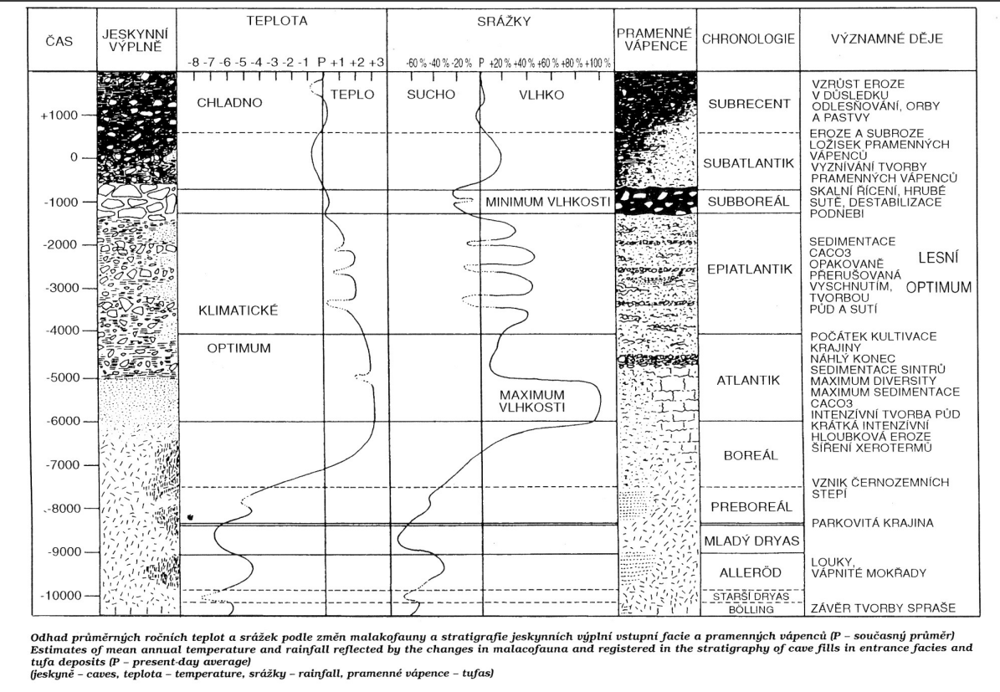 ČAS
JESKYNNÍ
VÝPLNĚ
TEPLOTA
-8 -7 -6 -5 -4 -3 -2 -1 P +1 +2 +3
SRÁŽKY
-60 % -40 % -20 % P +20 % +40 % +60 % +80 % +100 %
PRAMENNÉ
VÁPENCE
CHRONOLOGIE
VÝZNAMNÉ DĚJE
+1000
0
-1000
-2000
-3000
-4000
-5000
-6000
-7000
-8000
-9000
-10000
CHLADNO
TEPLO
KLIMATICKÉ
OPTIMUM
SUCHO
VLHKO
MINIMUM VLHKOSTI
MAXIMUM
VLHKOSTI
SUBRECENT
SUBATLANTIK
SUBBOREÁL
EPIATLANTIK
ATLANTIK
BOREÁL
PREBOREÁL
MLADÝ DRYAS
ALLERÖD
STARŠÍ DRYAS
BÖLLING
VZRŮST EROZE
V DŮSLEDKU
ODLESŇOVÁNÍ, ORBY
A PASTVY
EROZE A SUBROZE
LOŽISEK PRAMENNÝCH
VÁPENCŮ
VYZNÍVÁNÍ TVORBY
PRAMENNÝCH VÁPENCŮ
SKALNÍ ŘÍCENÍ, HRUBÉ
SUTĚ, DESTABILIZACE
PODNEBI
SEDIMENTACE
CACO3
OPAKOVANĚ
PŘERUŠOVANÁ
VYSCHNUTÍM,
TVORBOU
PŮD A SUTÍ
LESNÍ
OPTIMUM
POČÁTEK KULTIVACE
KRAJINY
NÁHLÝ KONEC
SEDIMENTACE SINTRŮ
MAXIMUM DIVERSITY
MAXIMUM SEDIMENTACE
CACO3
INTENZÍVNÍ TVORBA PŮD
KRÁTKÁ INTENZÍVNÍ
HLOUBKOVÁ EROZE
ŠÍŘENÍ XEROTERMŮ
VZNIK ČERNOZEMNÍCH
STEPÍ
PARKOVITÁ KRAJINA
LOUKY,
VÁPNITÉ MOKŘADY
ZÁVĚR TVORBY SPRAŠE
Odhad průměrných ročních teplot a srážek podle změn malakofauny a stratigrafie jeskynních výplní vstupní facie a pramenných vápenců (P – současný průměr)
Estimates of mean annual temperature and rainfall reflected by the changes in malacofauna and registered in the stratigraphy of cave fills in entrance facies and
tufa deposits (P – present-day average)
(jeskyně – caves, teplota – temperature, srážky – rainfall, pramenné vápence – tufas)